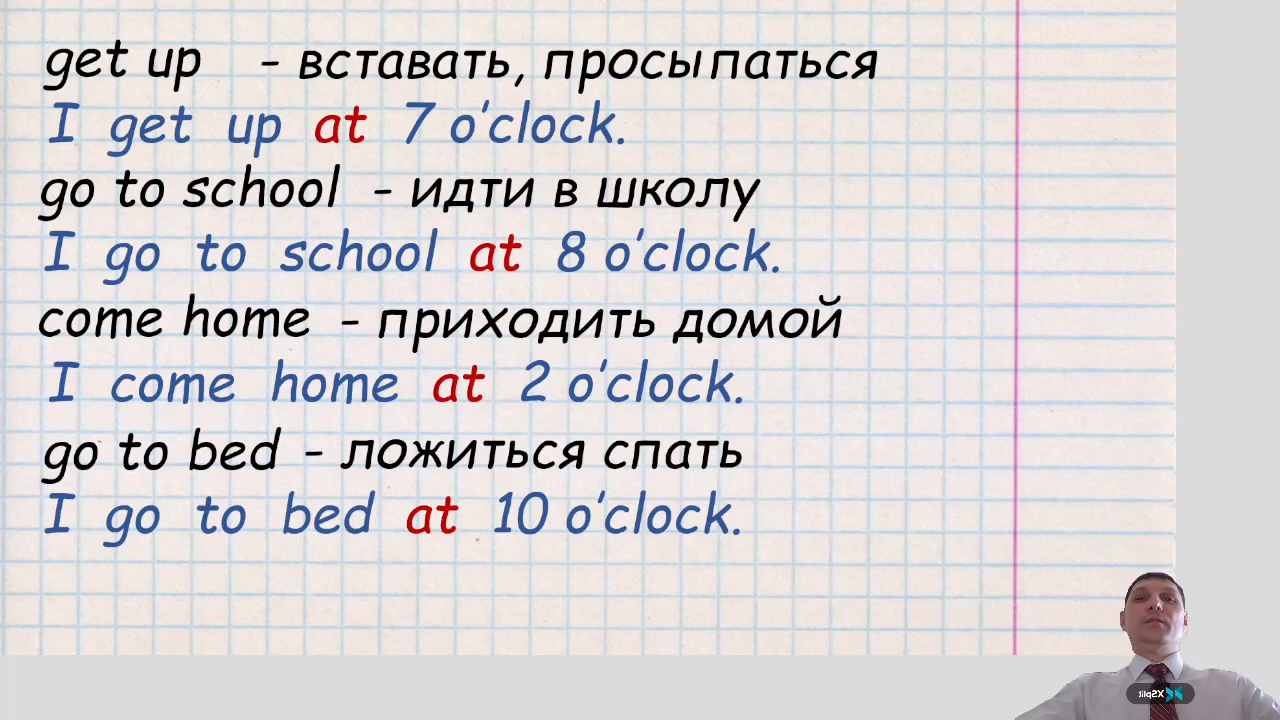 get up - вставать, просыпаться
I get up at 7 o'clock.
go to school - идти в школу
I go to school at 8 o'clock.
come home - приходить домой
I come home at 2 o'clock.
go to bed - ложиться спать
I go to bed at 10 o'clock.
XSplit